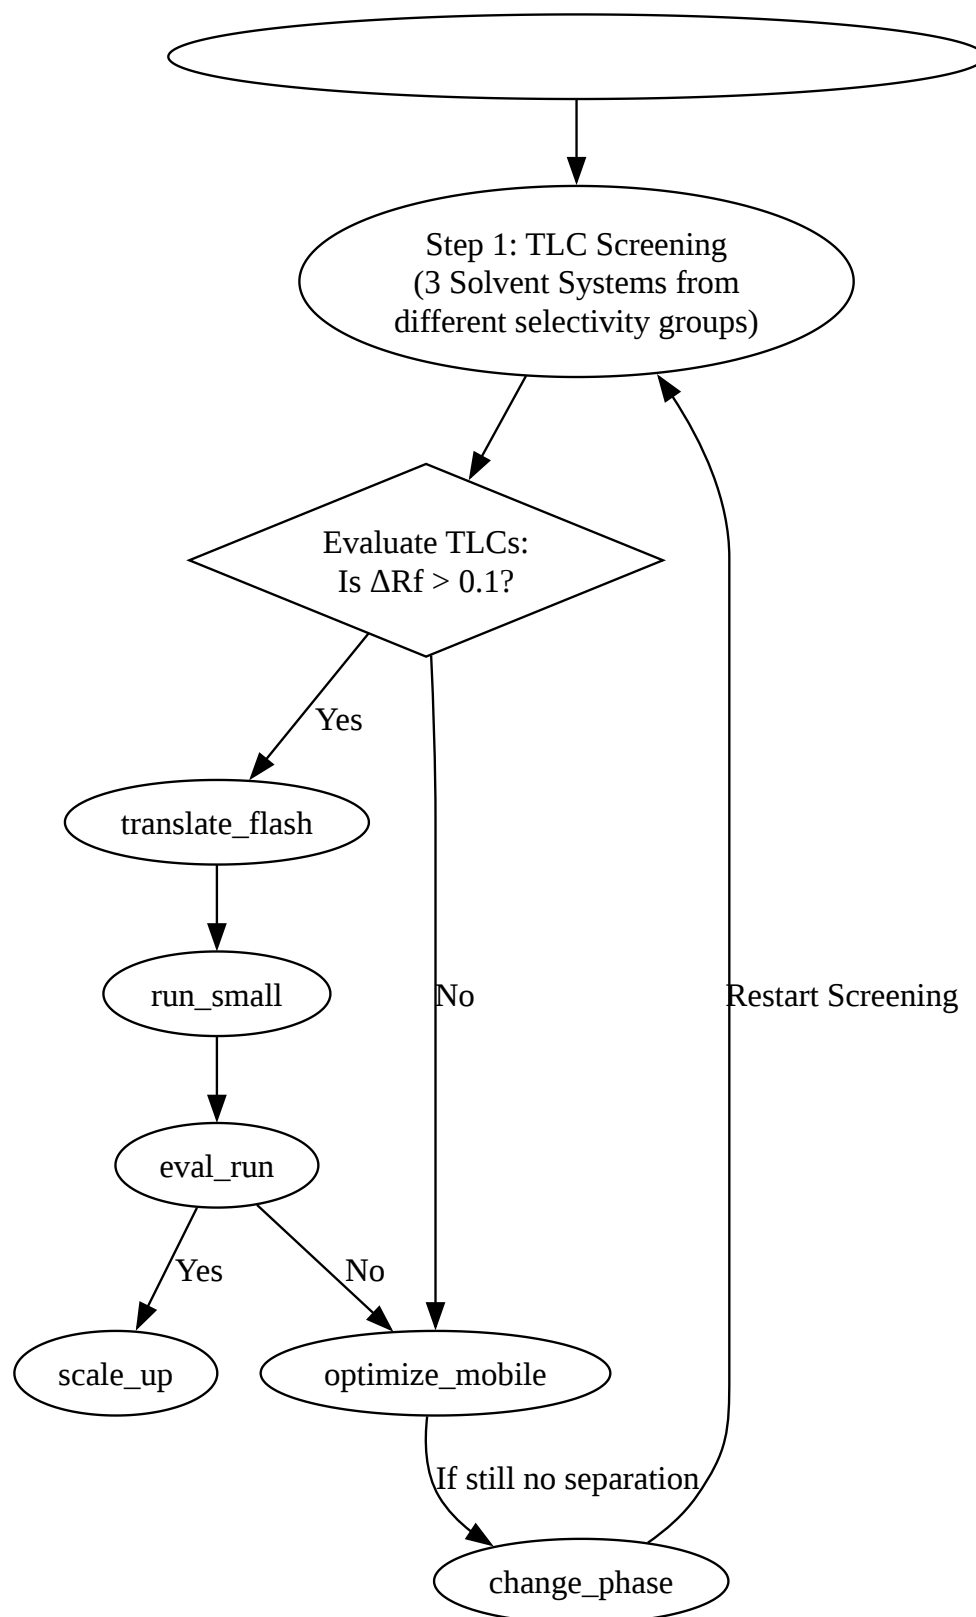 Step 1: TLC Screening
(3 Solvent Systems from
different selectivity groups)
Evaluate TLCs:
Is ΔRf > 0.1?
Yes
translate_flash
run_small
No
Restart Screening
eval_run
Yes
No
scale_up
optimize_mobile
If still no separation
change_phase